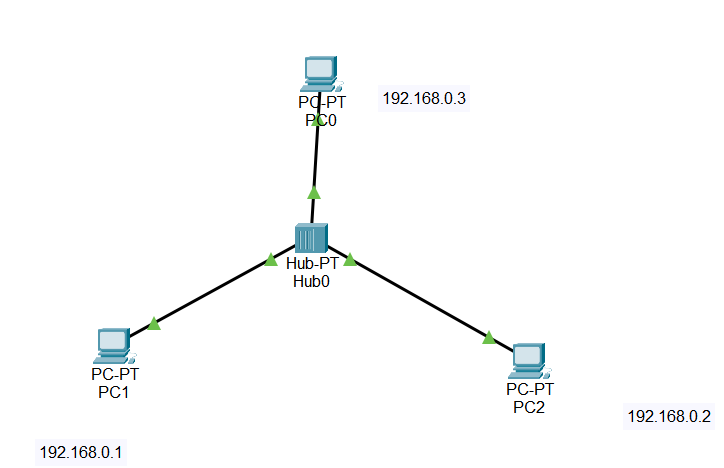 PC-PT
PC0
192.168.0.3
Hub-PT
Hub0
PC-PT
PC1
PC-PT
PC2
192.168.0.2
192.168.0.1